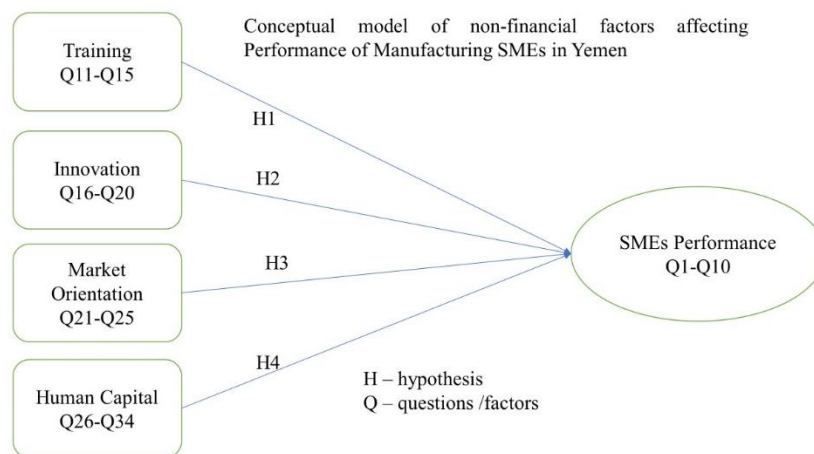 Conceptual model of non-financial factors affecting
Performance of Manufacturing SMEs in Yemen
Training
Q11-Q15
H1
Innovation
Q16-Q20
H2
Market
Orientation
Q21-Q25
H3
Human Capital
Q26-Q34
H4
SMEs Performance
Q1-Q10
H – hypothesis
Q – questions /factors